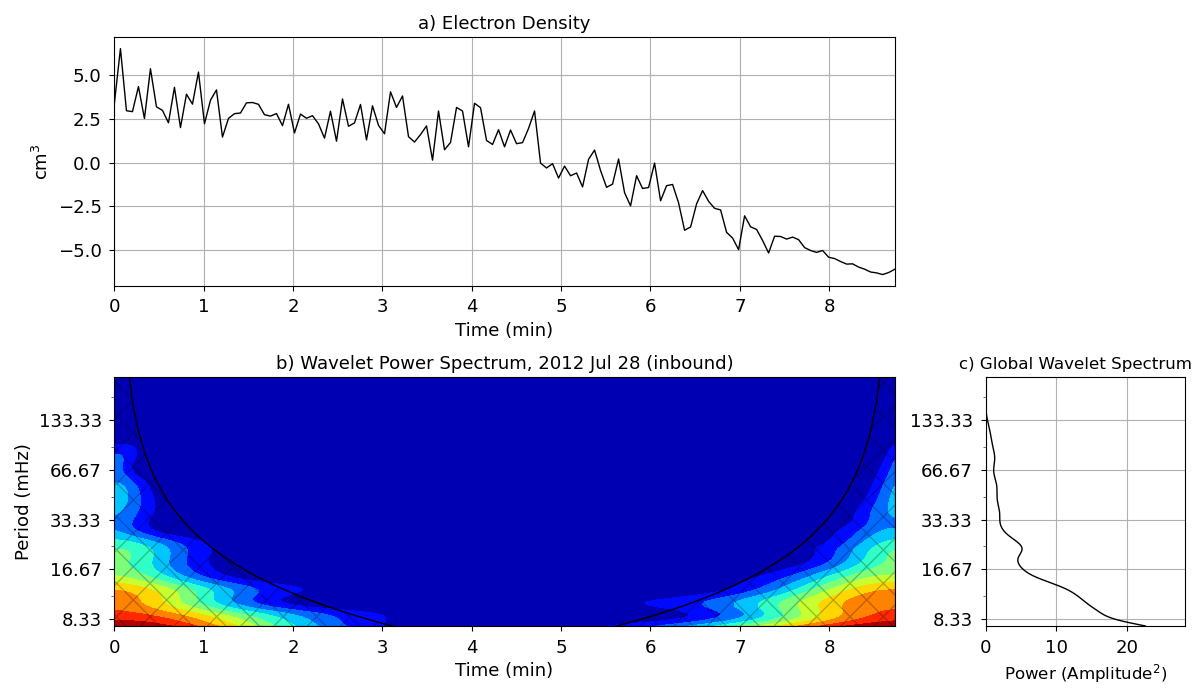 a) Electron Density
5.0
2.5
0.0
−2.5
−5.0
cm³
0 1 2 3 4 5 6 7 8
Time (min)
b) Wavelet Power Spectrum, 2012 Jul 28 (inbound)
133.33
66.67
33.33
16.67
8.33
Period (mHz)
0 1 2 3 4 5 6 7 8
Time (min)
c) Global Wavelet Spectrum
133.33
66.67
33.33
16.67
8.33
0 10 20
Power (Amplitude²)